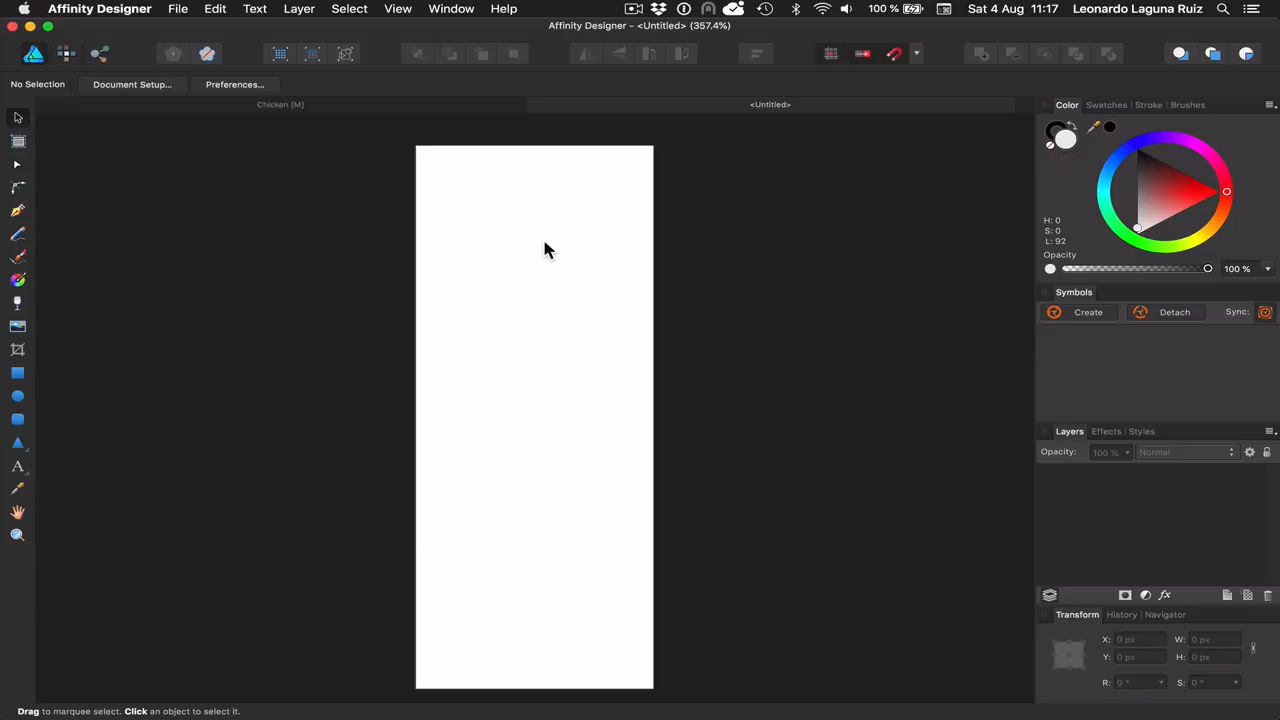 Affinity Designer File Edit Text Layer Select View Window Help 100 % Sat 4 Aug 11:17 Leonardo Laguna Ruiz
Affinity Designer - <Untitled> (357.4%)
No Selection Document Setup... Preferences...
Chicken [M] <Untitled>
Color Swatches Stroke Brushes
H: 0
S: 0
L: 92
Opacity
100 %
Symbols
Create Detach Sync:
Layers Effects Styles
Opacity: 100 % Normal
Transform History Navigator
X: 0 px W: 0 px
Y: 0 px H: 0 px
R: 0 ° S: 0 °
Drag to marquee select. Click an object to select it.